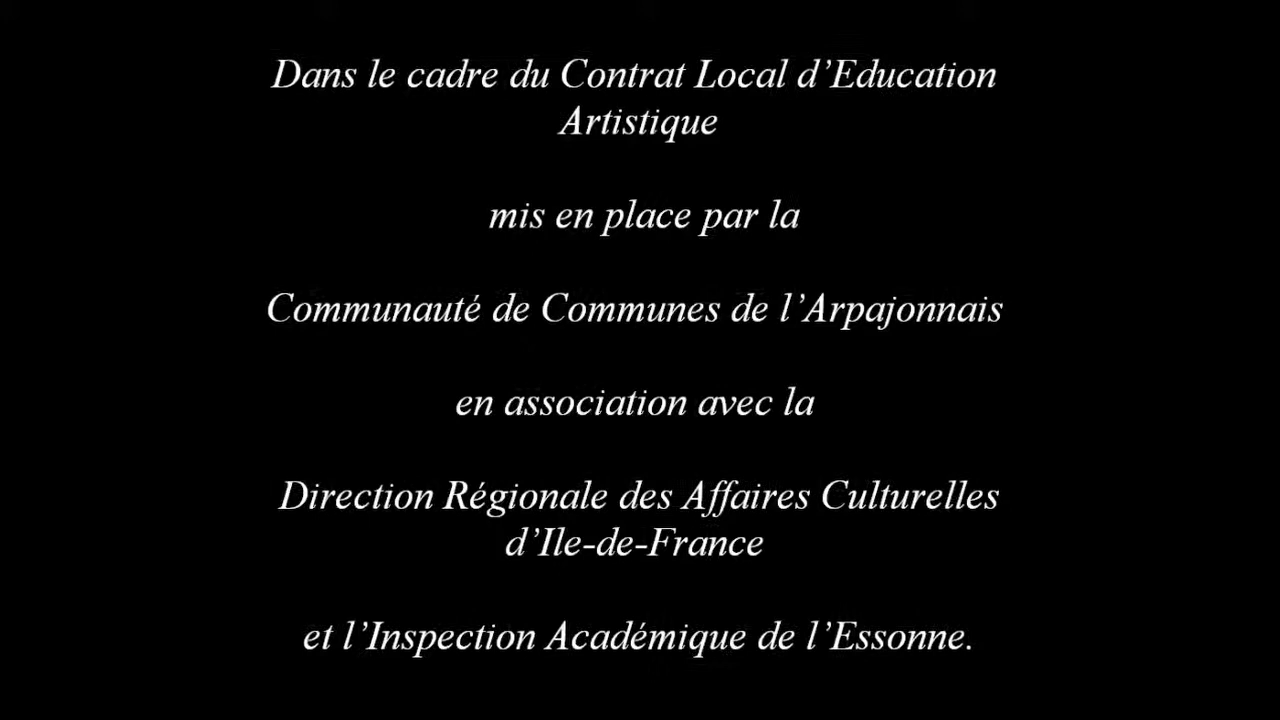 Dans le cadre du Contrat Local d’Education
Artistique
mis en place par la
Communauté de Communes de l’Arpajonnais
en association avec la
Direction Régionale des Affaires Culturelles
d’Ile-de-France
et l’Inspection Académique de l’Essonne.